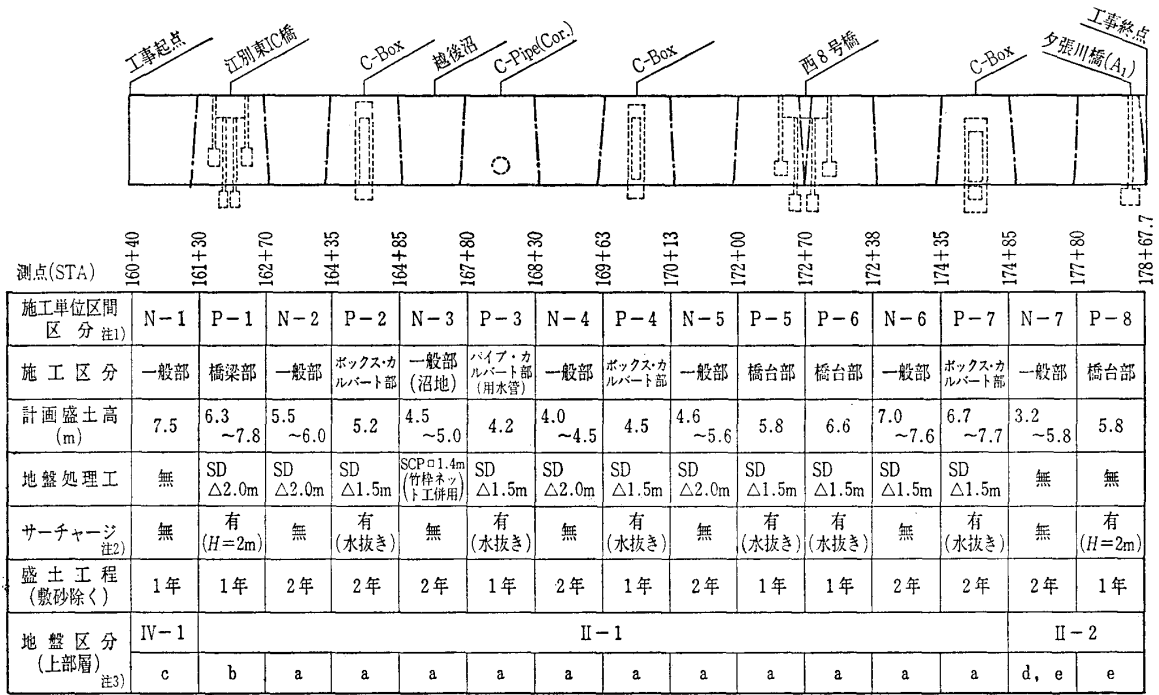 工事起点 江別東IC橋 C-Box 越後沼 C-Pipe(Cor.) C-Box 西8号橋 C-Box 夕張川橋(A₁) 工事終点
測点(STA) 160+40 161+30 162+70 164+35 164+85 167+80 168+30 169+63 170+13 172+00 172+70 172+38 174+35 174+85 177+80 178+67.7
施工単位区間
区分 注1) N-1 P-1 N-2 P-2 N-3 P-3 N-4 P-4 N-5 P-5 P-6 N-6 P-7 N-7 P-8
施工区分 一般部 橋梁部 一般部 ボックス・カルバート部 一般部(沼地) パイプ・カルバート部(用水管) 一般部 ボックス・カルバート部 一般部 橋台部 橋台部 一般部 ボックス・カルバート部 一般部 橋台部
計画盛土高
(m) 7.5 6.3~7.8 5.5~6.0 5.2 4.5~5.0 4.2 4.0~4.5 4.5 4.6~5.6 5.8 6.6 7.0~7.6 6.7~7.7 3.2~5.8 5.8
地盤処理工 無 SD△2.0m SD△2.0m SD△1.5m SCP□1.4m(竹枠ネット工併用) SD△1.5m SD△2.0m SD△1.5m SD△2.0m SD△1.5m SD△1.5m SD△1.5m SD△1.5m 無 無
サーチャージ 注2) 無 有(H=2m) 無 有(水抜き) 無 有(水抜き) 無 有(水抜き) 無 有(水抜き) 有(水抜き) 無 有(水抜き) 無 有(H=2m)
盛土工程
(敷砂除く) 1年 1年 2年 2年 2年 1年 2年 1年 2年 1年 1年 2年 2年 2年 1年
地盤区分
(上部層)注3) IV-1 II-1 II-2
c b a a a a a a a a a a a d, e e